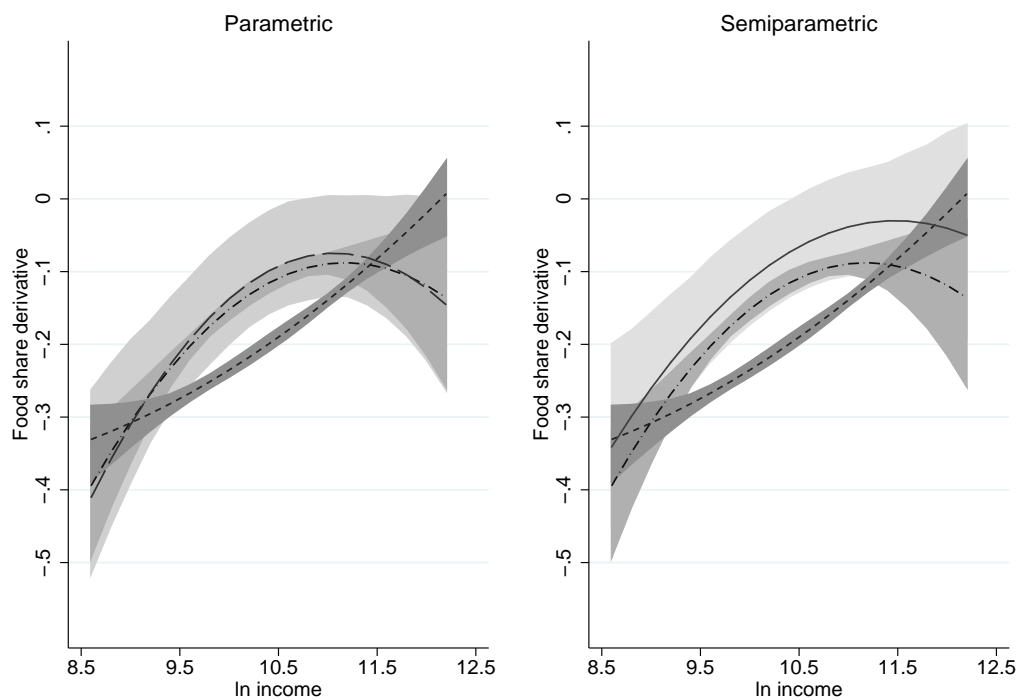 Parametric
Food share derivative
.1
0
-.1
-.2
-.3
-.4
-.5
8.5 9.5 10.5 11.5 12.5
ln income
Semiparametric
Food share derivative
.1
0
-.1
-.2
-.3
-.4
-.5
8.5 9.5 10.5 11.5 12.5
ln income